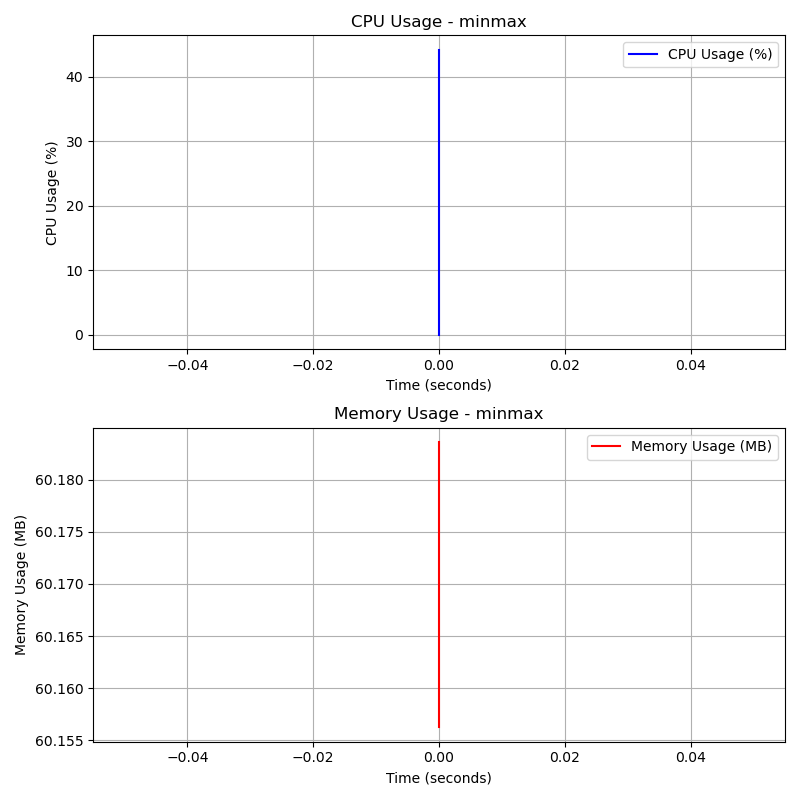 CPU Usage - minmax
CPU Usage (%)
40
30
20
10
0
CPU Usage (%)
−0.04 −0.02 0.00 0.02 0.04
Time (seconds)
Memory Usage - minmax
Memory Usage (MB)
60.180
60.175
60.170
60.165
60.160
60.155
Memory Usage (MB)
−0.04 −0.02 0.00 0.02 0.04
Time (seconds)